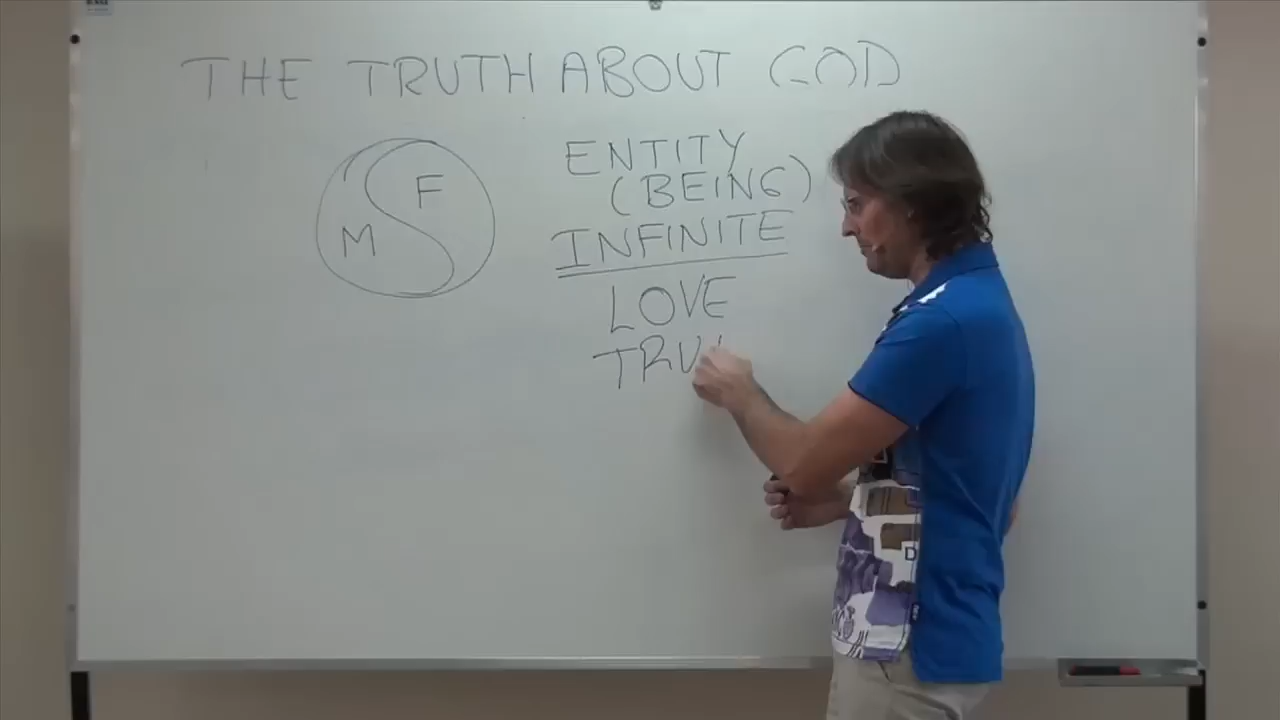 THE TRUTH ABOUT GOD
F
M
ENTITY
(BEING)
INFINITE
LOVE
TRU
D